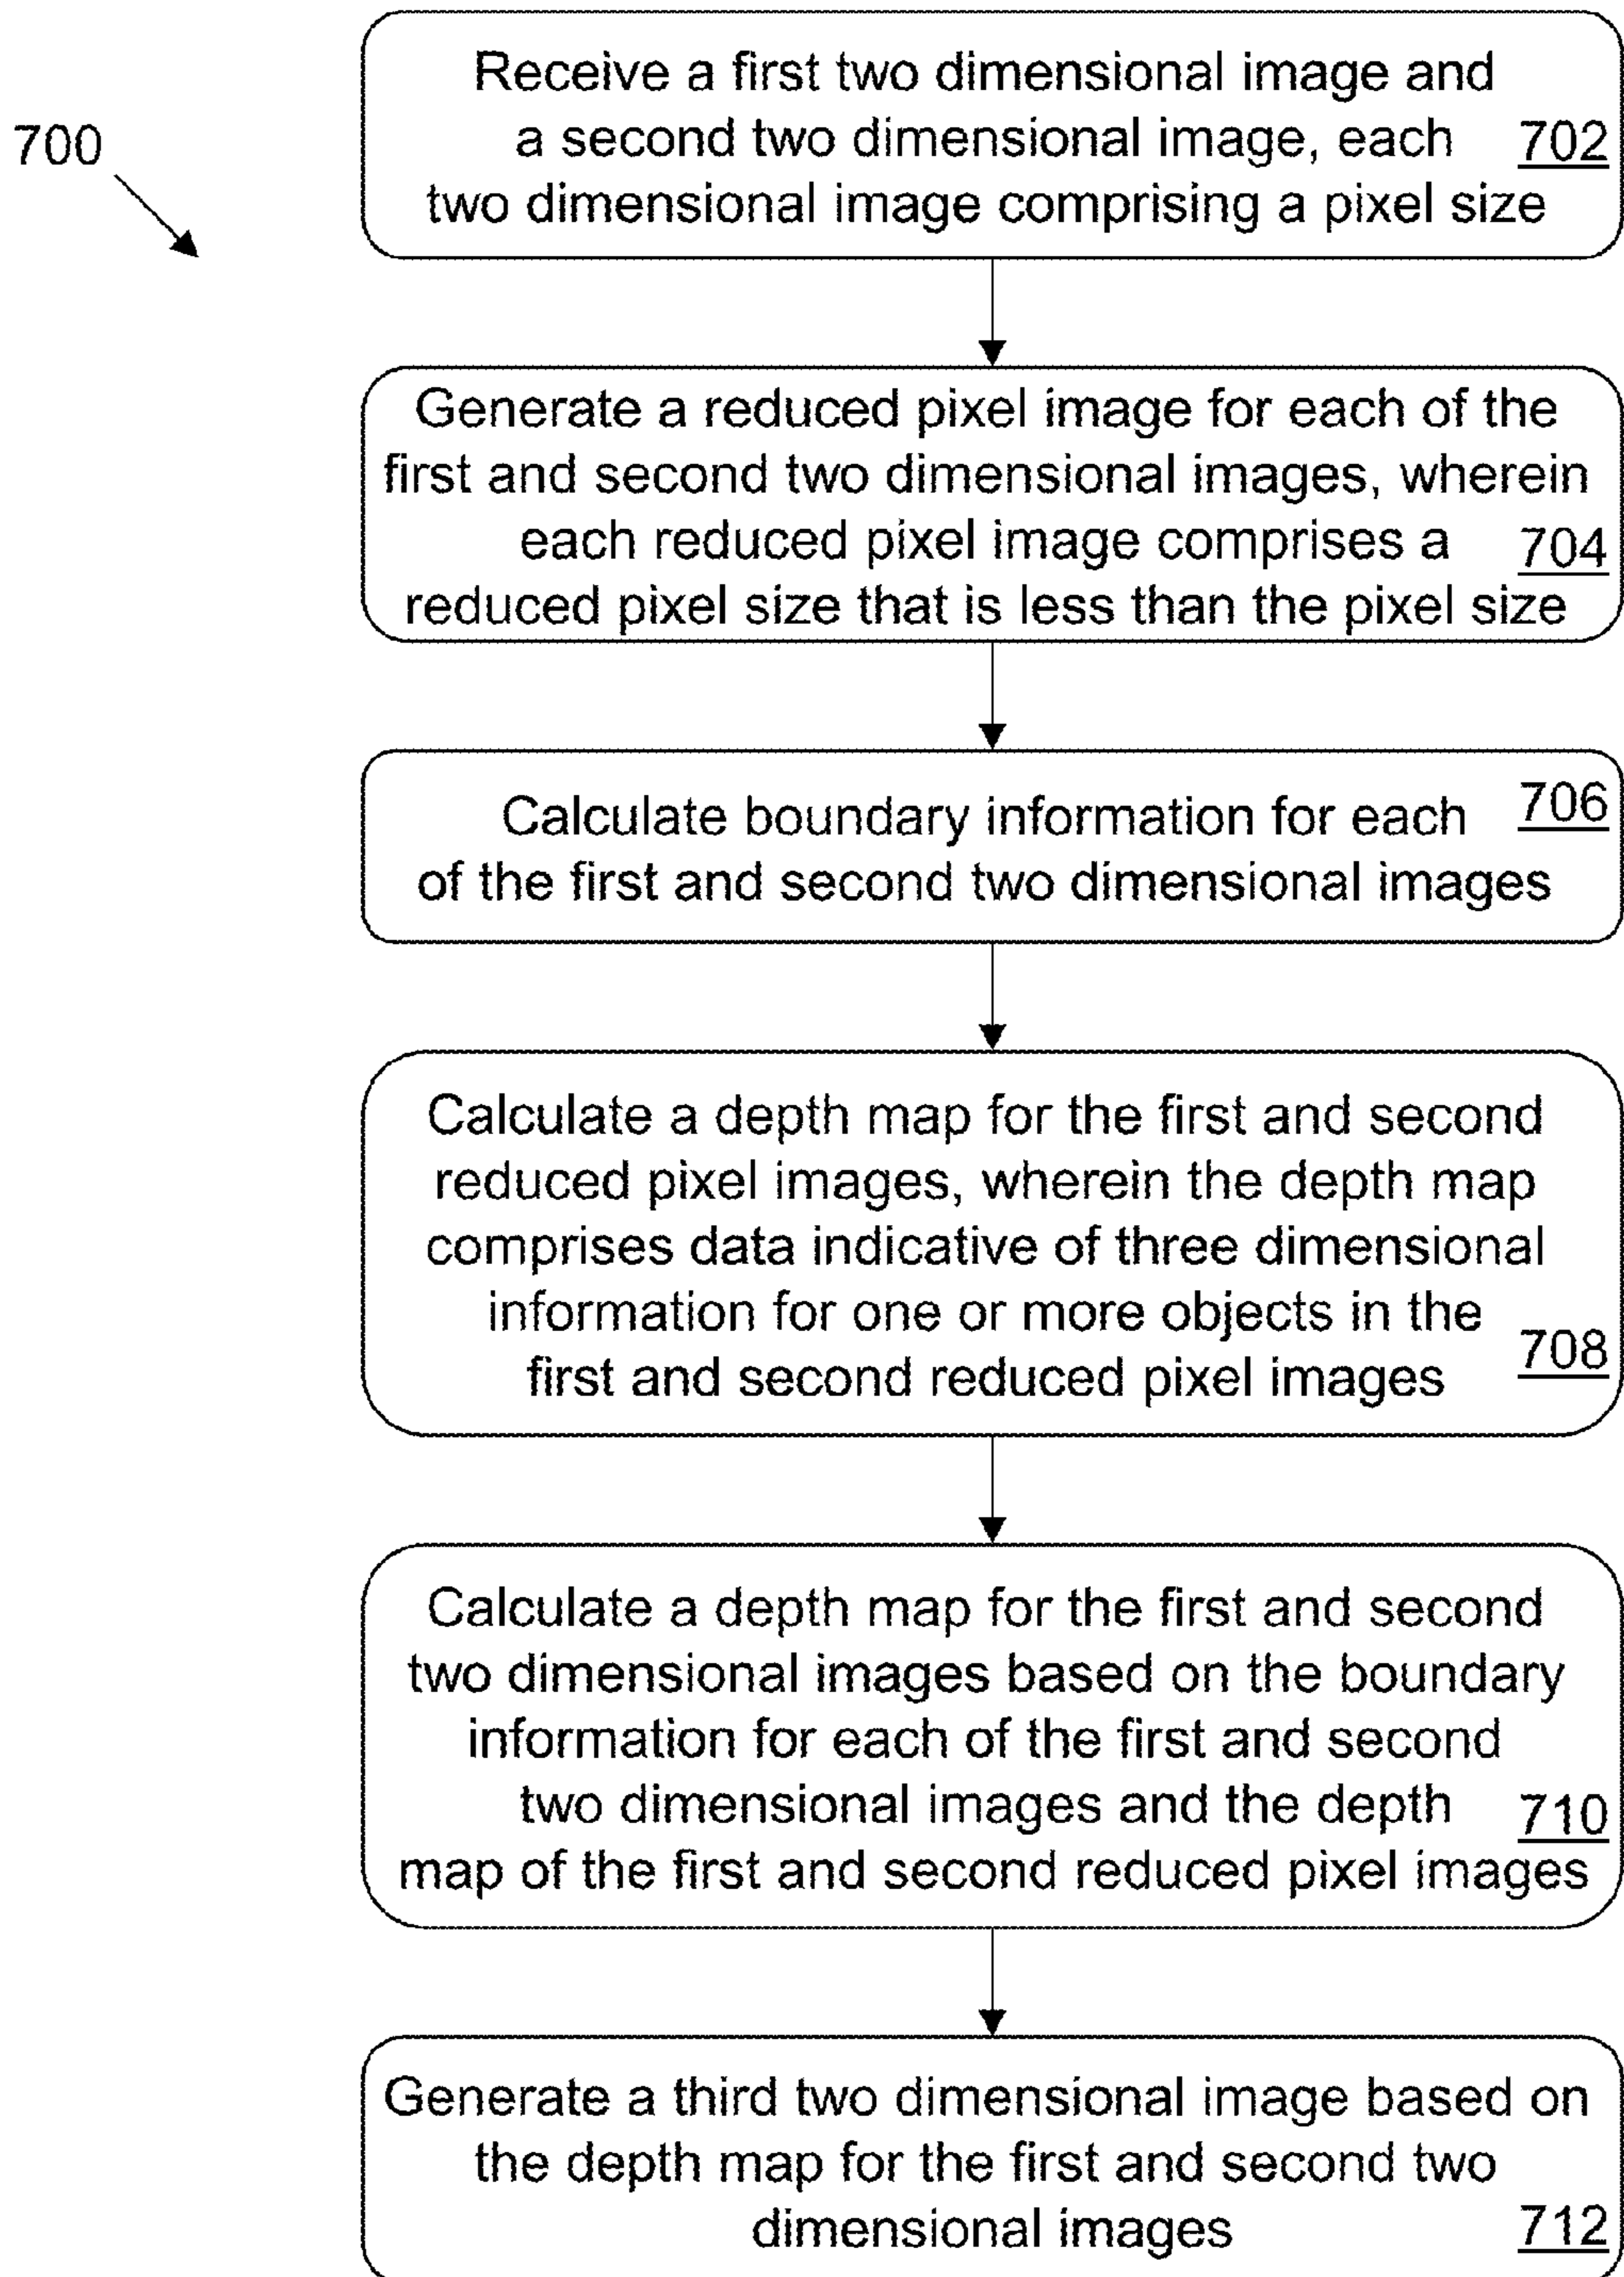 700
Receive a first two dimensional image and
a second two dimensional image, each 702
two dimensional image comprising a pixel size
Generate a reduced pixel image for each of the
first and second two dimensional images, wherein
each reduced pixel image comprises a 704
reduced pixel size that is less than the pixel size
Calculate boundary information for each 706
of the first and second two dimensional images
Calculate a depth map for the first and second
reduced pixel images, wherein the depth map
comprises data indicative of three dimensional
information for one or more objects in the
first and second reduced pixel images 708
Calculate a depth map for the first and second
two dimensional images based on the boundary
information for each of the first and second
two dimensional images and the depth 710
map of the first and second reduced pixel images
Generate a third two dimensional image based on
the depth map for the first and second two
dimensional images 712